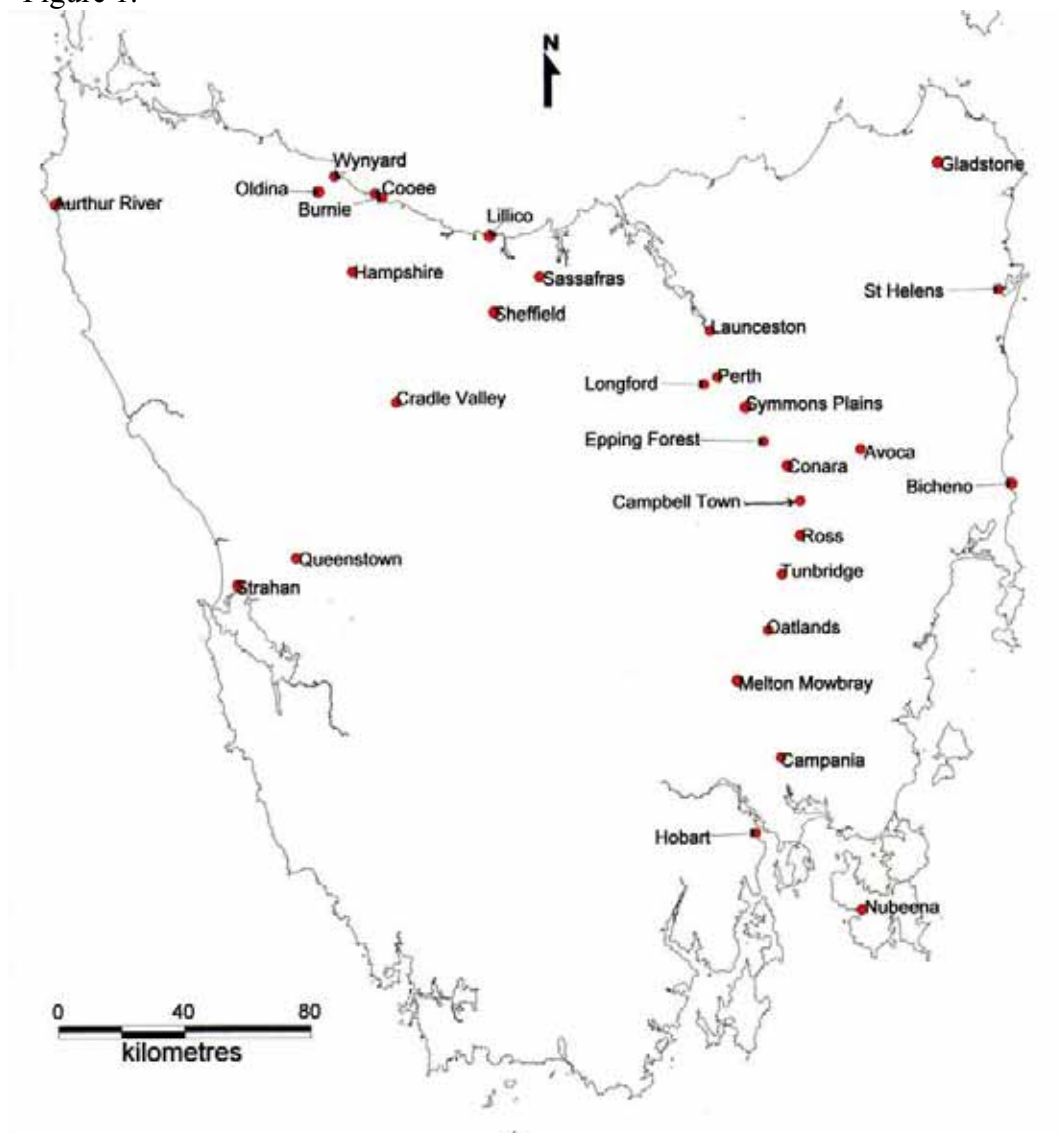 Figure 1.
N
Wynyard
Gladstone
Oldina
Cooee
Aurthur River
Burnie
Lillico
Hampshire
Sassafras
St Helens
Sheffield
Launceston
Perth
Longford
Cradle Valley
Symmons Plains
Epping Forest
Avoca
Conara
Bicheno
Campbell Town
Ross
Queenstown
Tunbridge
Strahan
Oatlands
Melton Mowbray
Campania
Hobart
Nubeena
0 40 80
kilometres